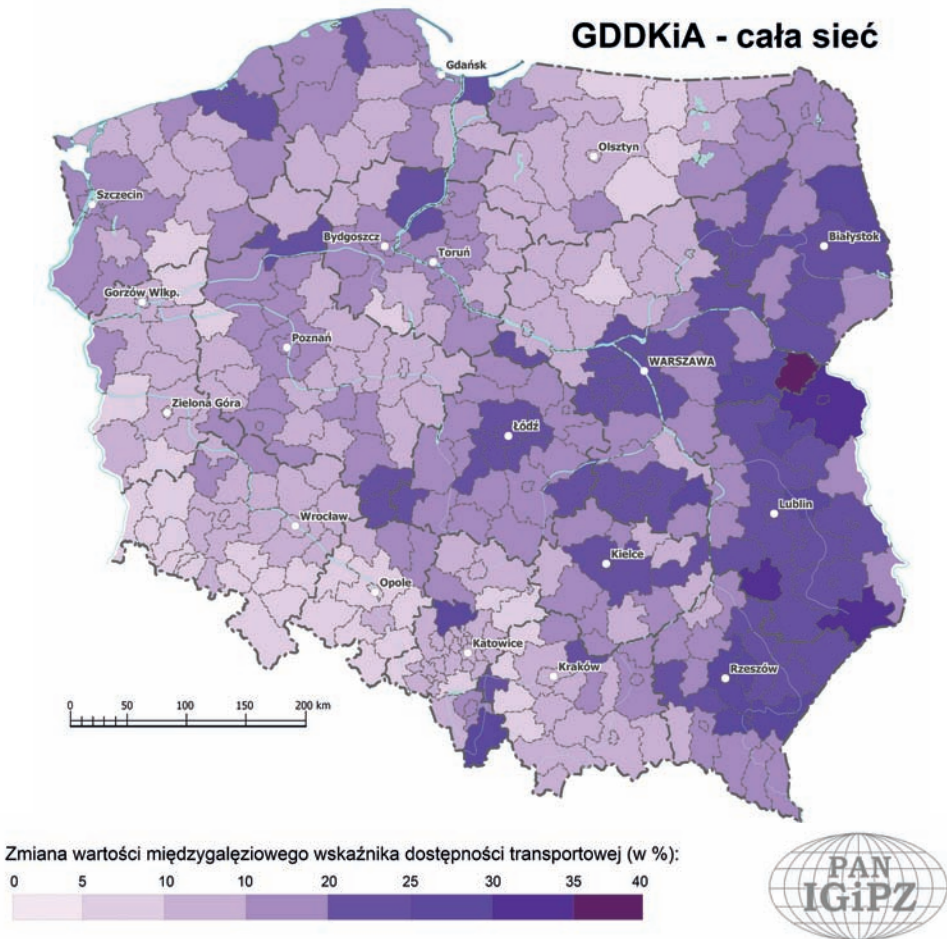 GDDKiA - cała sieć
Gdańsk
Olsztyn
Szczecin
Bydgoszcz
Białystok
Toruń
Gorzów Wlkp.
Poznań
WARSZAWA
Zielona Góra
Łódź
Lublin
Wrocław
Kielce
Opole
Katowice
Kraków
Rzeszów
0 50 100 150 200 km
Zmiana wartości międzygałęziowego wskaźnika dostępności transportowej (w %):
0 5 10 10 20 25 30 35 40
PAN
IGiPZ